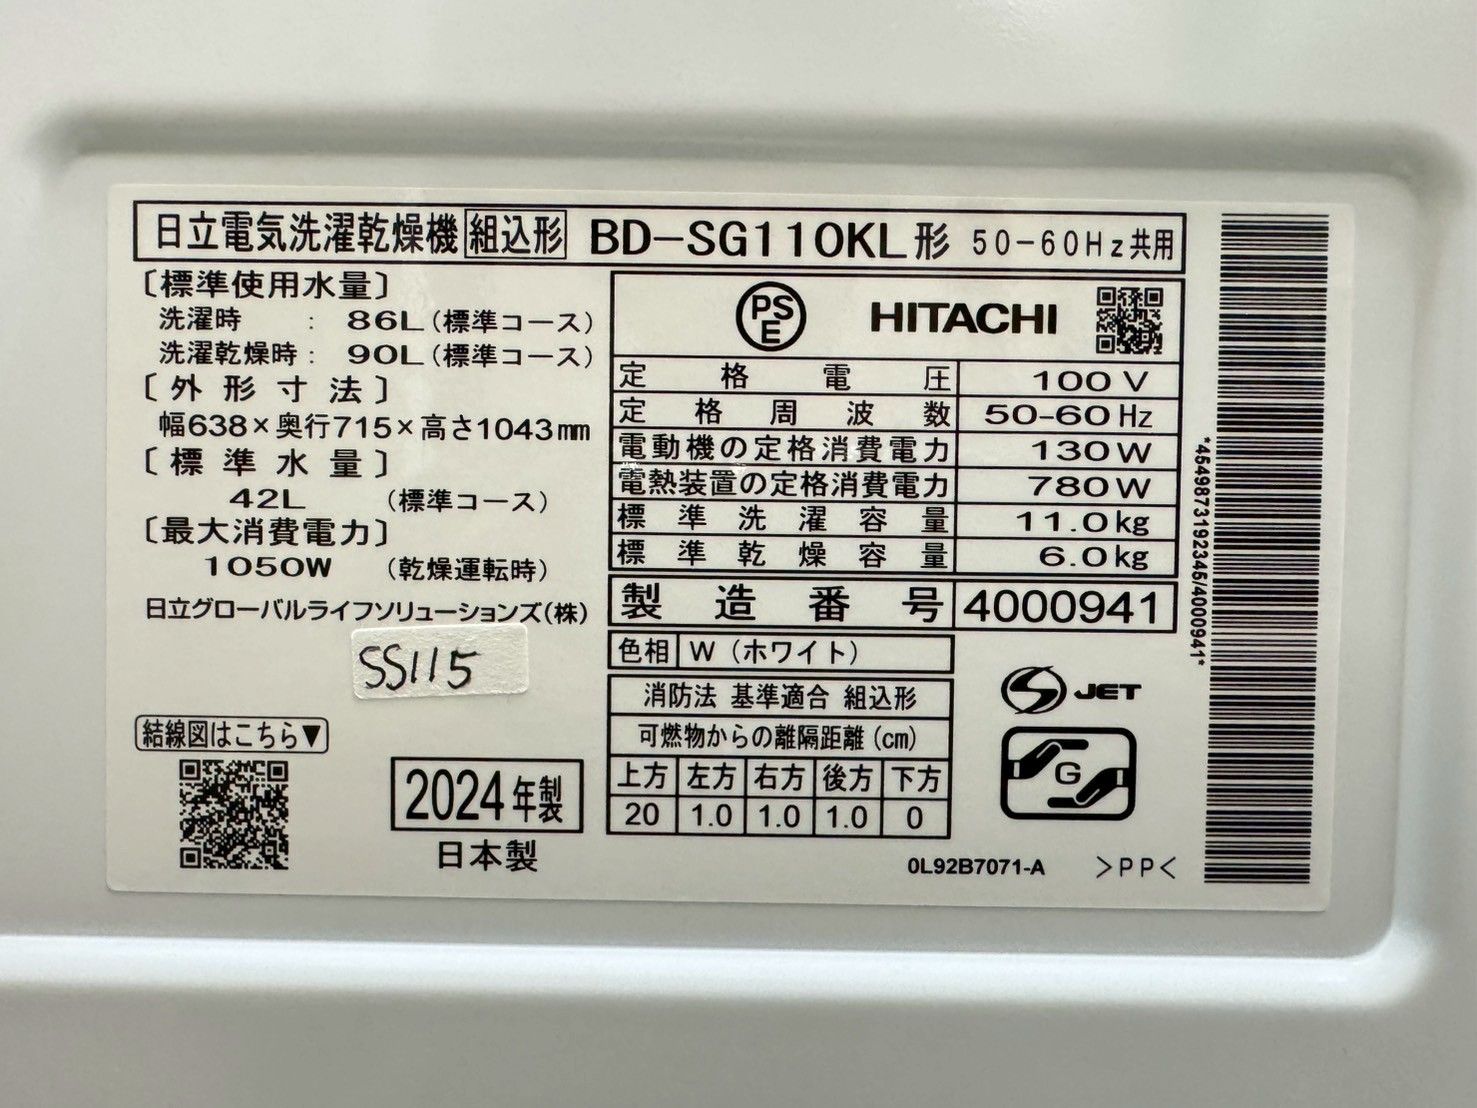 日立電気洗濯乾燥機 組込形 BD-SG110KL形 50-60Hz共用
〔標準使用水量〕
洗濯時 : 86L(標準コース)
洗濯乾燥時: 90L(標準コース)
〔外形寸法〕
幅638×奥行715×高さ1043mm
〔標準水量〕
42L (標準コース)
〔最大消費電力〕
1050W (乾燥運転時)
日立グローバルライフソリューションズ(株)
SS115
結線図はこちら▼
2024年製
日本製
PSE HITACHI
定格電圧 100V
定格周波数 50-60Hz
電動機の定格消費電力 130W
電熱装置の定格消費電力 780W
標準洗濯容量 11.0kg
標準乾燥容量 6.0kg
製造番号 4000941
色相 W(ホワイト)
消防法 基準適合 組込形
可燃物からの離隔距離(cm)
上方 左方 右方 後方 下方
20 1.0 1.0 1.0 0
S JET
G
0L92B7071-A >PP<
*4549873192345/4000941*